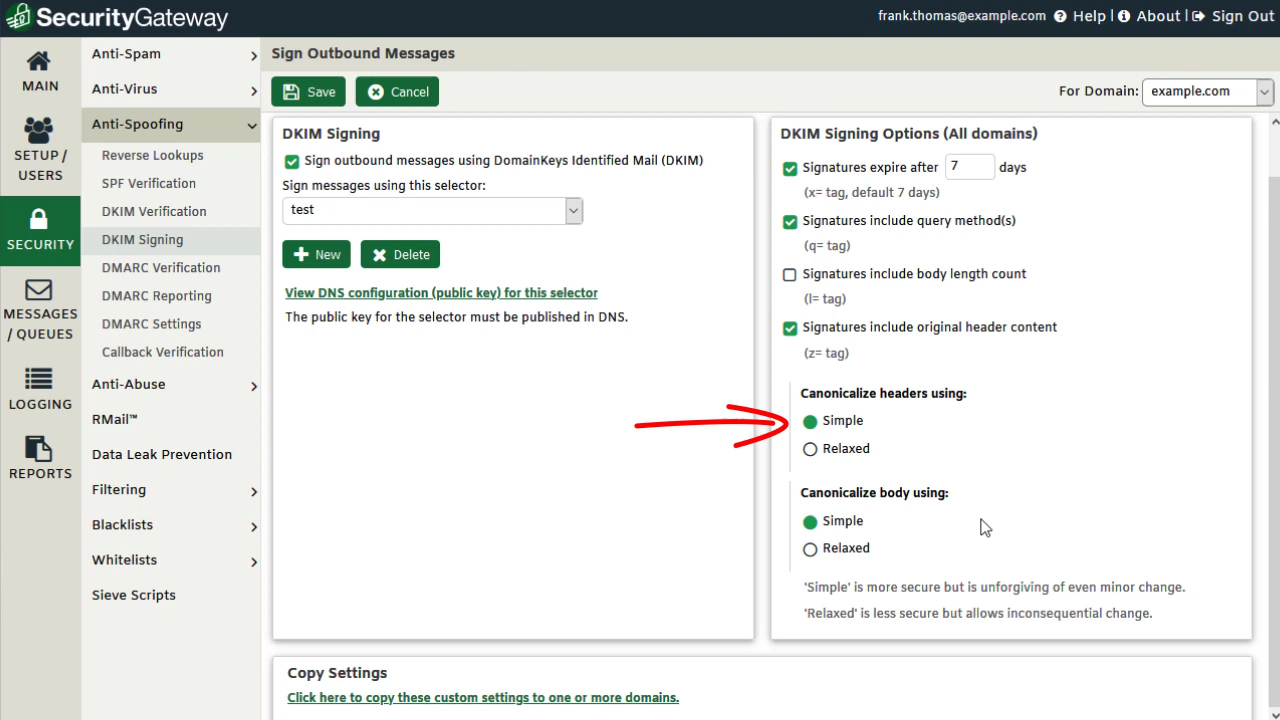 SecurityGateway
frank.thomas@example.com Help | About | Sign Out
MAIN
SETUP /
USERS
SECURITY
MESSAGES
/ QUEUES
LOGGING
REPORTS
Anti-Spam
Anti-Virus
Anti-Spoofing
Reverse Lookups
SPF Verification
DKIM Verification
DKIM Signing
DMARC Verification
DMARC Reporting
DMARC Settings
Callback Verification
Anti-Abuse
RMail™
Data Leak Prevention
Filtering
Blacklists
Whitelists
Sieve Scripts
Sign Outbound Messages
Save Cancel
For Domain: example.com
DKIM Signing
Sign outbound messages using DomainKeys Identified Mail (DKIM)
Sign messages using this selector:
test
New Delete
View DNS configuration (public key) for this selector
The public key for the selector must be published in DNS.
DKIM Signing Options (All domains)
Signatures expire after 7 days
(x= tag, default 7 days)
Signatures include query method(s)
(q= tag)
Signatures include body length count
(l= tag)
Signatures include original header content
(z= tag)
Canonicalize headers using:
Simple
Relaxed
Canonicalize body using:
Simple
Relaxed
'Simple' is more secure but is unforgiving of even minor change.
'Relaxed' is less secure but allows inconsequential change.
Copy Settings
Click here to copy these custom settings to one or more domains.